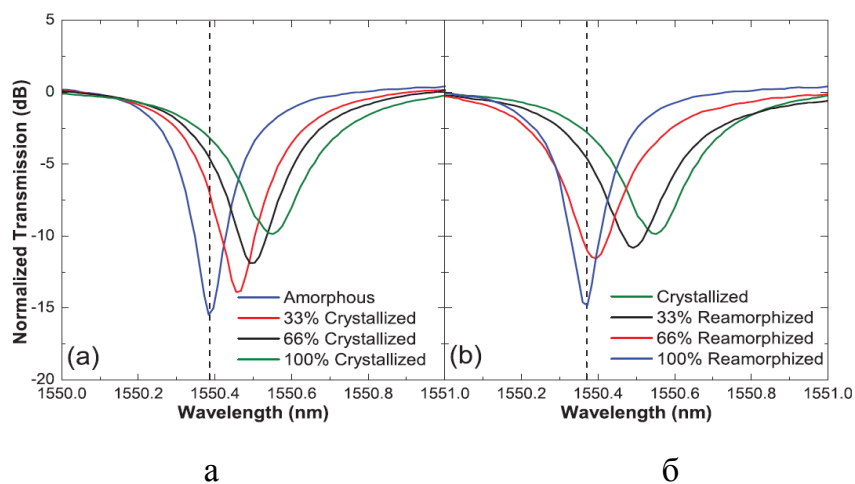 Normalized Transmission (dB)
5
0
-5
-10
-15
-20
Amorphous
33% Crystallized
66% Crystallized
100% Crystallized
(a)
Crystallized
33% Reamorphized
66% Reamorphized
100% Reamorphized
(b)
1550.0 1550.2 1550.4 1550.6 1550.8 1551.0 1550.2 1550.4 1550.6 1550.8 1551.0
Wavelength (nm) Wavelength (nm)
а б